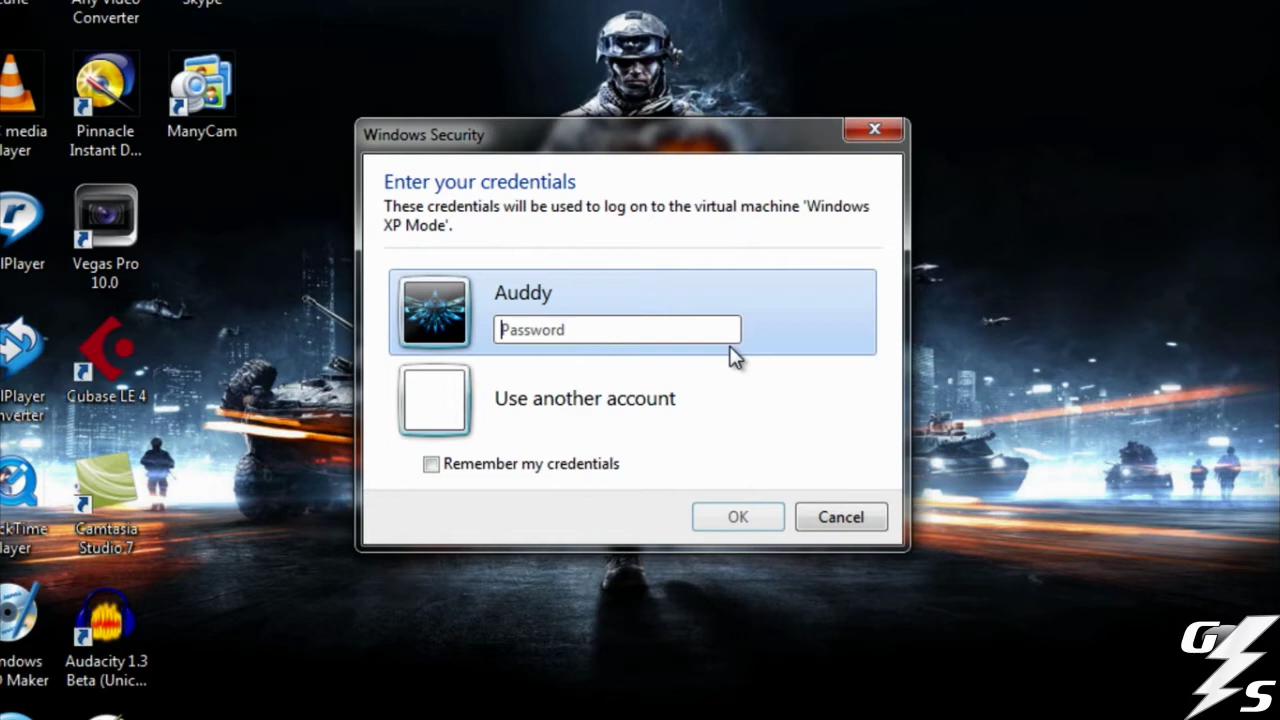 Any Video
Converter
Skype
media
ayer
Pinnacle
Instant D...
ManyCam
lPlayer
Vegas Pro
10.0
lPlayer
nverter
Cubase LE 4
ckTime
layer
Camtasia
Studio 7
ndows
D Maker
Audacity 1.3
Beta (Unic...
Windows Security
Enter your credentials
These credentials will be used to log on to the virtual machine 'Windows
XP Mode'.
Auddy
Password
Use another account
Remember my credentials
OK
Cancel
G
S